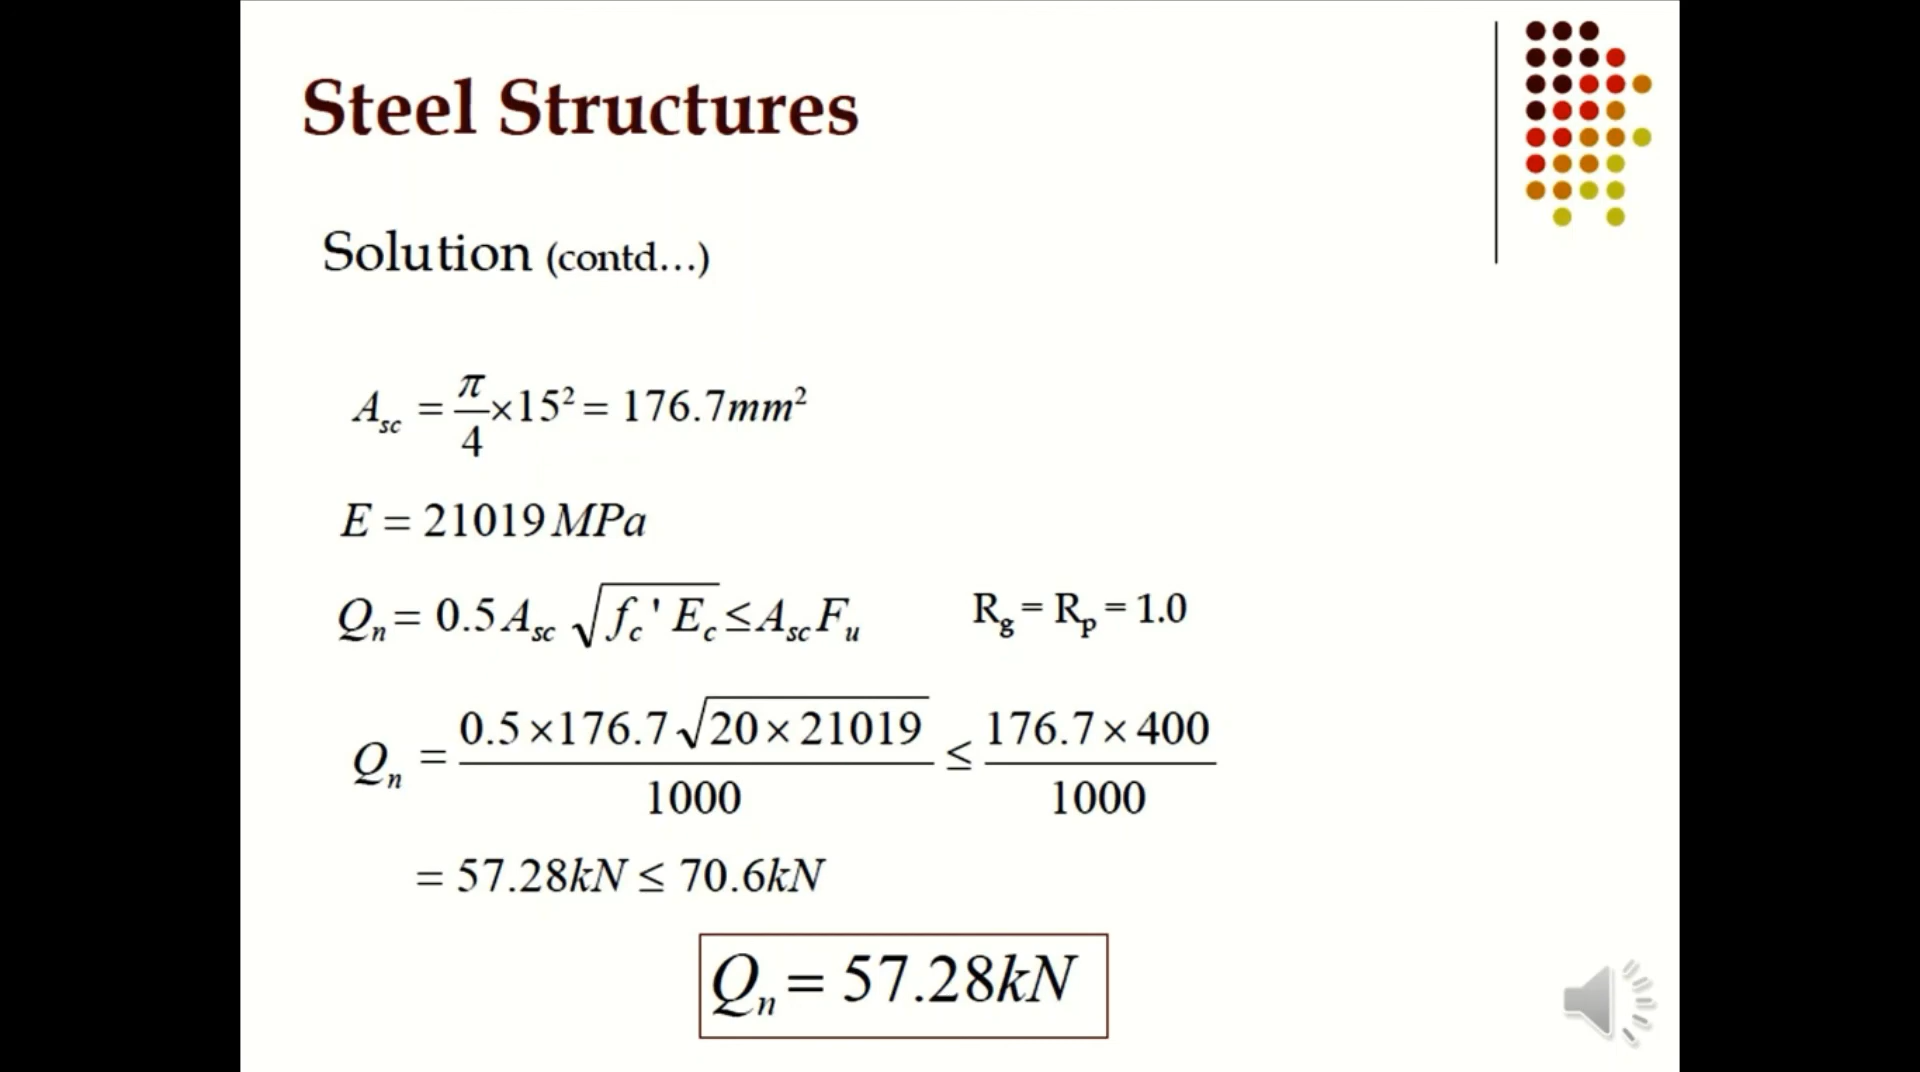 Steel Structures
Solution (contd...)
A_sc = π/4 × 15² = 176.7mm²
E = 21019 MPa
Q_n = 0.5 A_sc √(f_c' E_c) ≤ A_sc F_u    R_g = R_p = 1.0
Q_n = (0.5 × 176.7 √(20 × 21019))/1000 ≤ (176.7 × 400)/1000
= 57.28kN ≤ 70.6kN
Q_n = 57.28kN